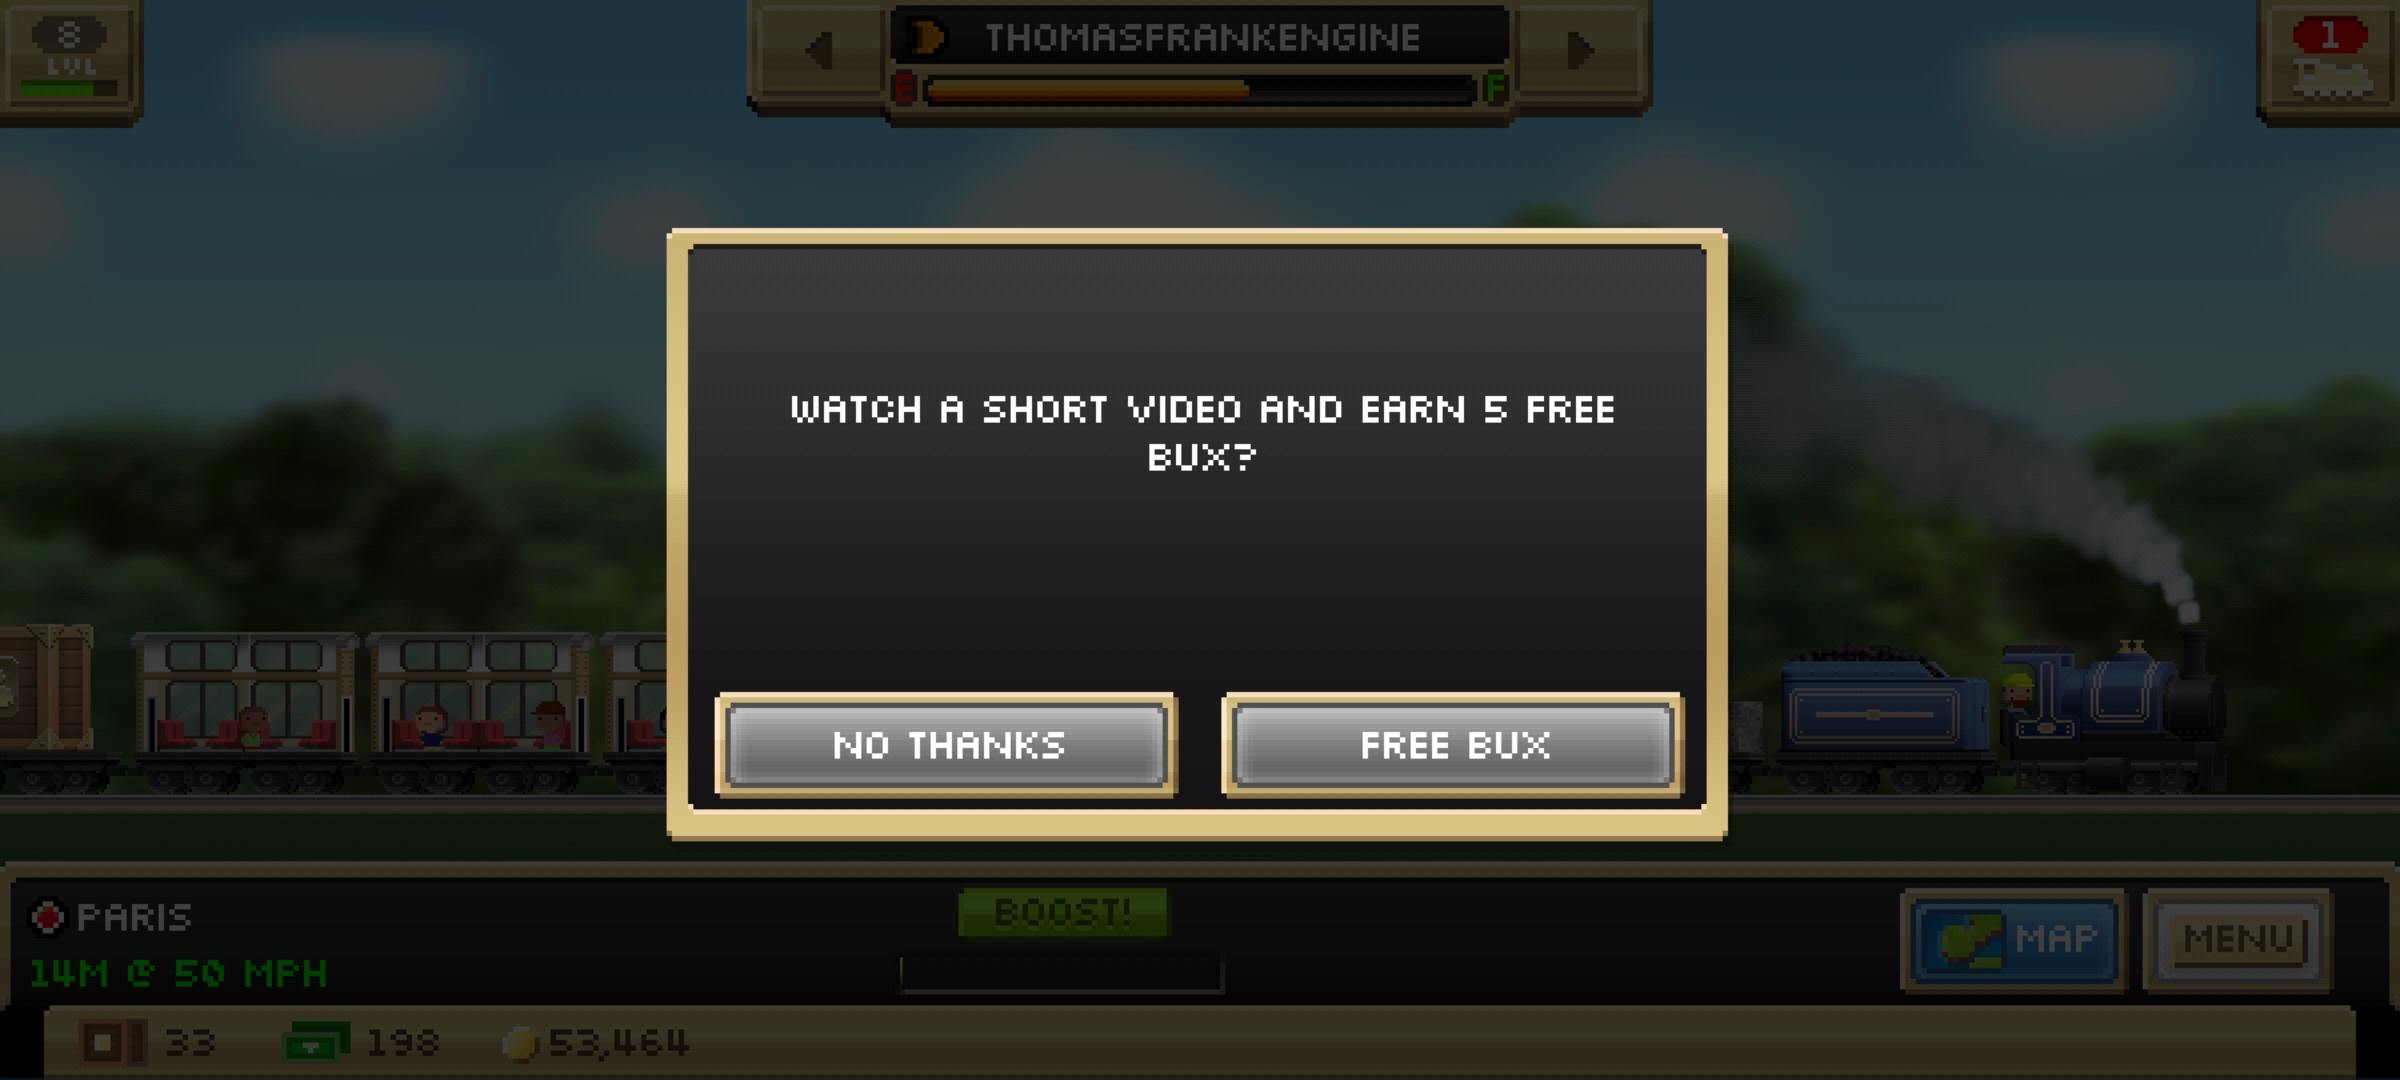 8
LVL
THOMASFRANKENGINE
E F
1
WATCH A SHORT VIDEO AND EARN 5 FREE
BUX?
NO THANKS
FREE BUX
PARIS
14M @ 50 MPH
BOOST!
MAP
MENU
33
198
53,464